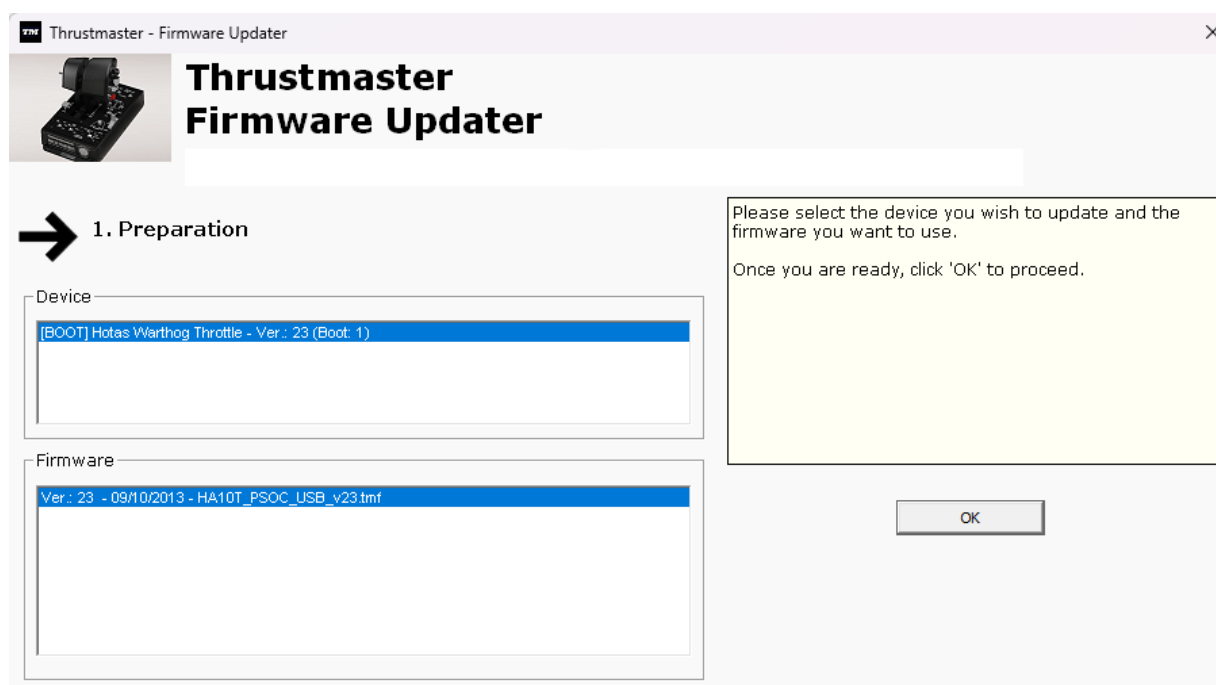 Thrustmaster - Firmware Updater
Thrustmaster
Firmware Updater
1. Preparation
Device
[BOOT] Hotas Warthog Throttle - Ver.: 23 (Boot: 1)
Firmware
Ver.: 23 - 09/10/2013 - HA10T_PSOC_USB_v23.tmf
Please select the device you wish to update and the
firmware you want to use.
Once you are ready, click 'OK' to proceed.
OK